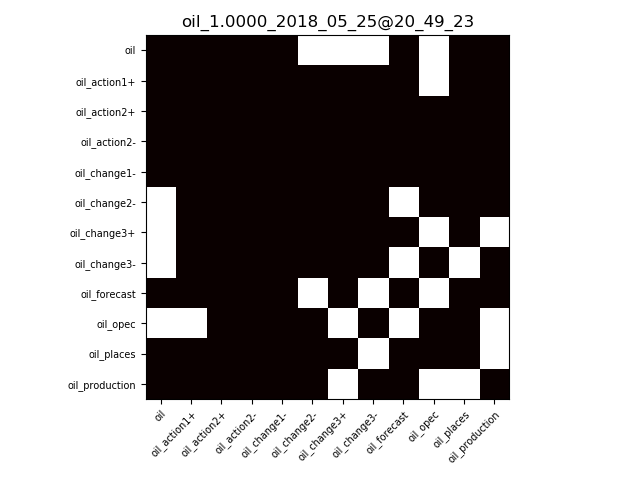 oil_1.0000_2018_05_25@20_49_23
oil
oil_action1+
oil_action2+
oil_action2-
oil_change1-
oil_change2-
oil_change3+
oil_change3-
oil_forecast
oil_opec
oil_places
oil_production
oil
oil_action1+
oil_action2+
oil_action2-
oil_change1-
oil_change2-
oil_change3+
oil_change3-
oil_forecast
oil_opec
oil_places
oil_production